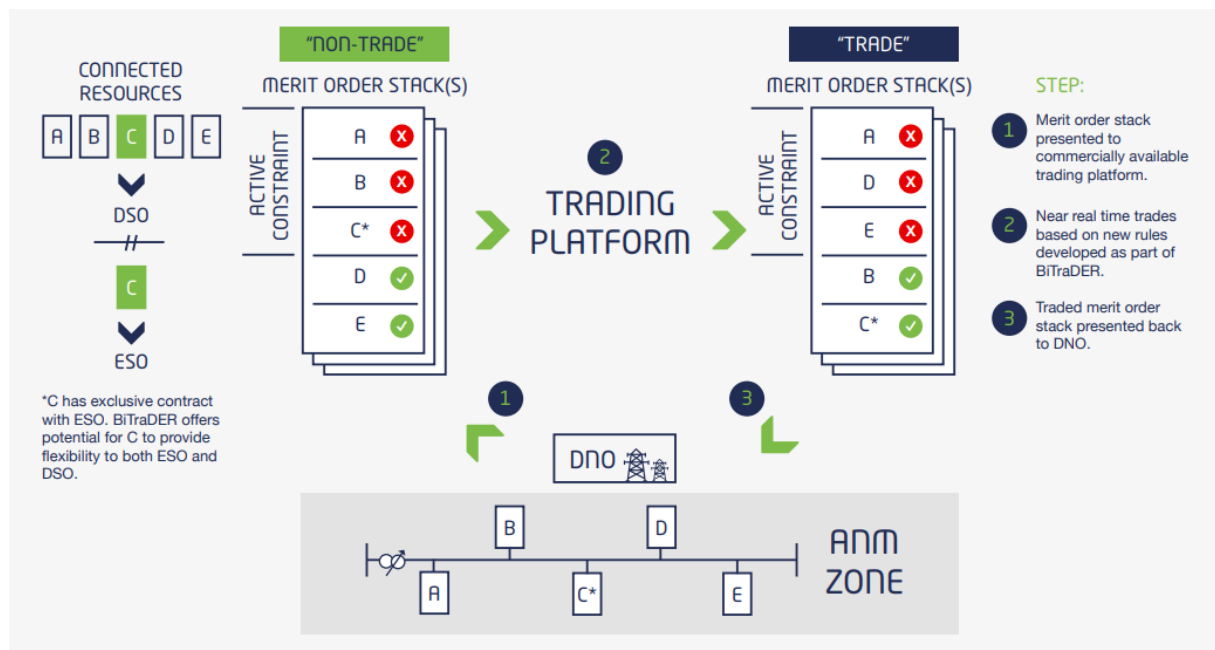 "NON-TRADE"
"TRADE"
CONNECTED
RESOURCES
A B C D E
DSO
C
ESO
*C has exclusive contract
with ESO. BiTraDER offers
potential for C to provide
flexibility to both ESO and
DSO.
MERIT ORDER STACK(S)
ACTIVE
CONSTRAINT
A X
B X
C* X
D
E
2
TRADING
PLATFORM
MERIT ORDER STACK(S)
ACTIVE
CONSTRAINT
A X
D X
E X
B
C*
STEP:
1
Merit order stack
presented to
commercially available
trading platform.
2
Near real time trades
based on new rules
developed as part of
BiTraDER.
3
Traded merit order
stack presented back
to DNO.
1
3
DNO
B D
A C* E
ANM
ZONE